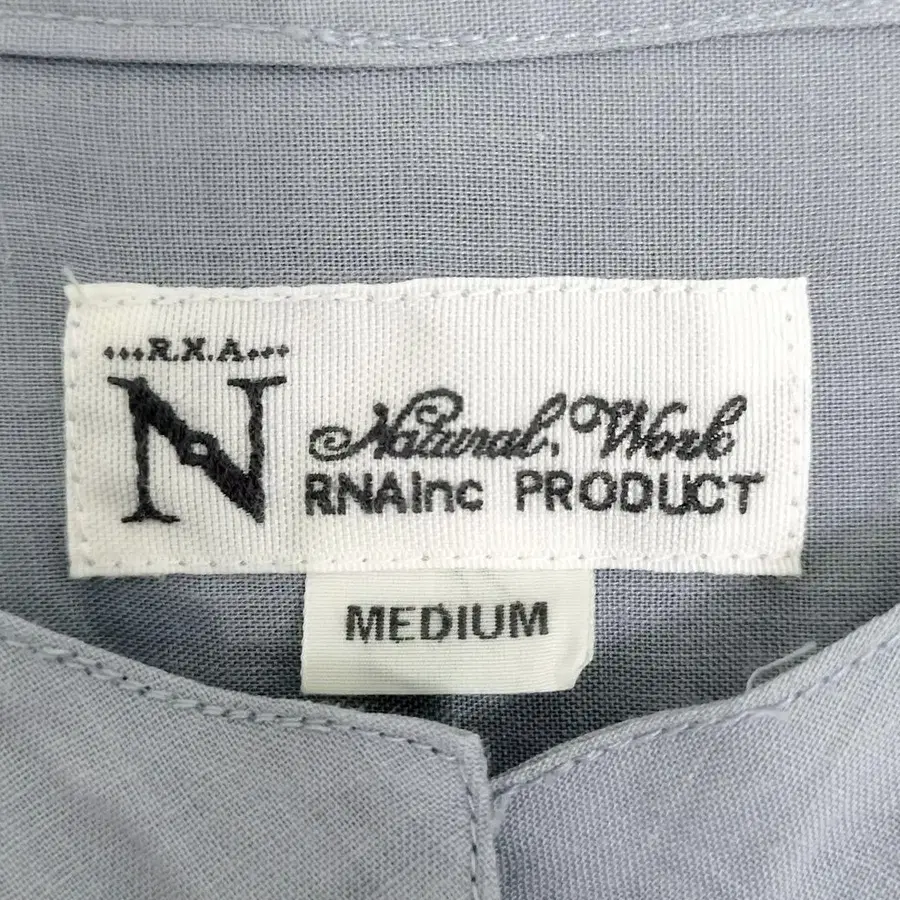 R.X.A
N
Natural, Work
RNAInc PRODUCT
MEDIUM